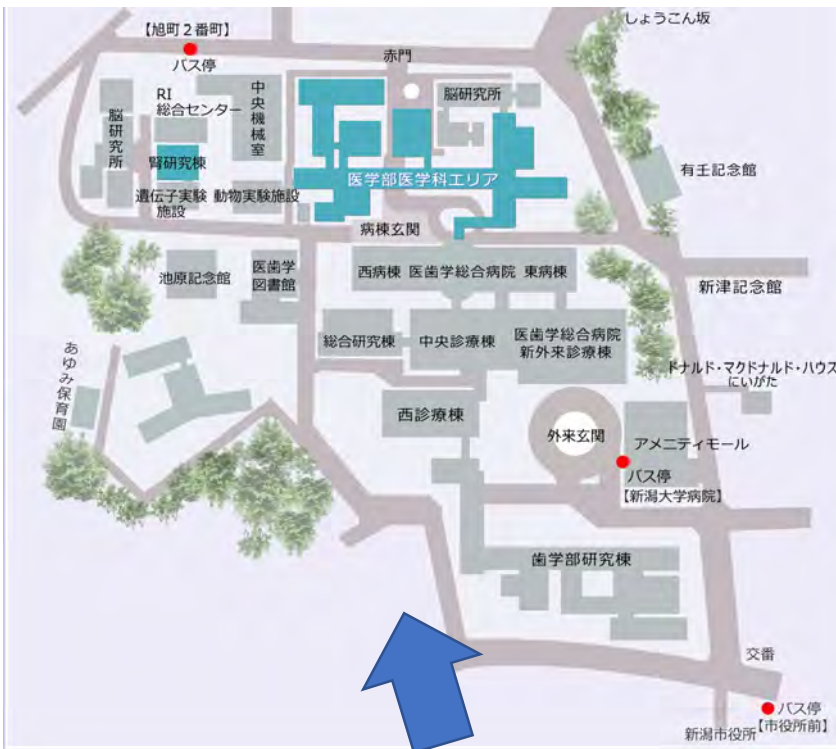 しょうこん坂
【旭町２番町】
バス停
赤門
RI
総合センター
中央機械室
脳研究所
脳研究所
腎研究棟
有壬記念館
医学部医学科エリア
遺伝子実験
施設
動物実験施設
病棟玄関
池原記念館
医歯学
図書館
西病棟 医歯学総合病院 東病棟
新津記念館
総合研究棟
中央診療棟
医歯学総合病院
新外来診療棟
あゆみ保育園
ドナルド・マクドナルド・ハウス
にいがた
西診療棟
外来玄関
アメニティモール
バス停
【新潟大学病院】
歯学部研究棟
交番
バス停
【市役所前】
新潟市役所